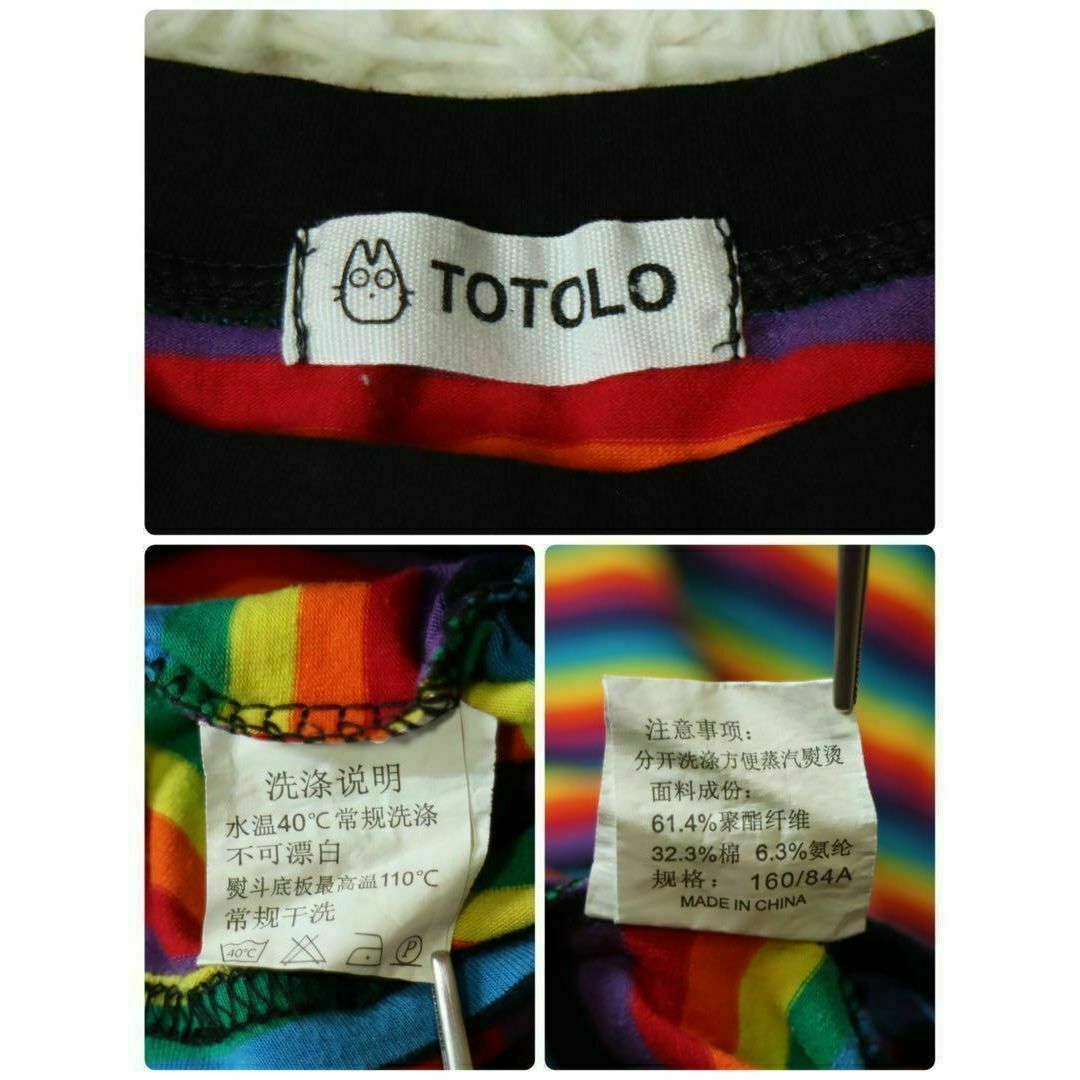 TOTOLO
洗涤说明
水温40℃常规洗涤
不可漂白
熨斗底板最高温110℃
常规干洗
40℃ P
注意事项:
分开洗涤方便蒸汽熨烫
面料成份:
61.4%聚酯纤维
32.3%棉 6.3%氨纶
规格: 160/84A
MADE IN CHINA